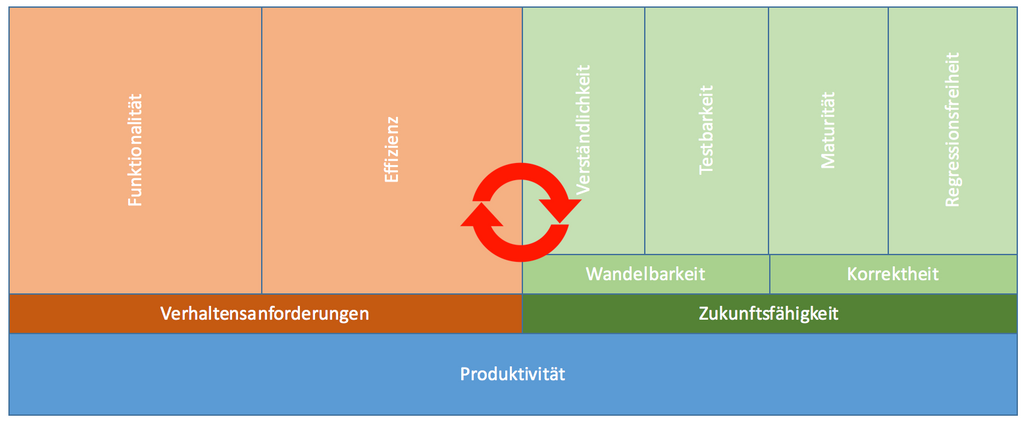 Funktionalität
Effizienz
Verständlichkeit
Testbarkeit
Maturität
Regressionsfreiheit
Wandelbarkeit
Korrektheit
Verhaltensanforderungen
Zukunftsfähigkeit
Produktivität